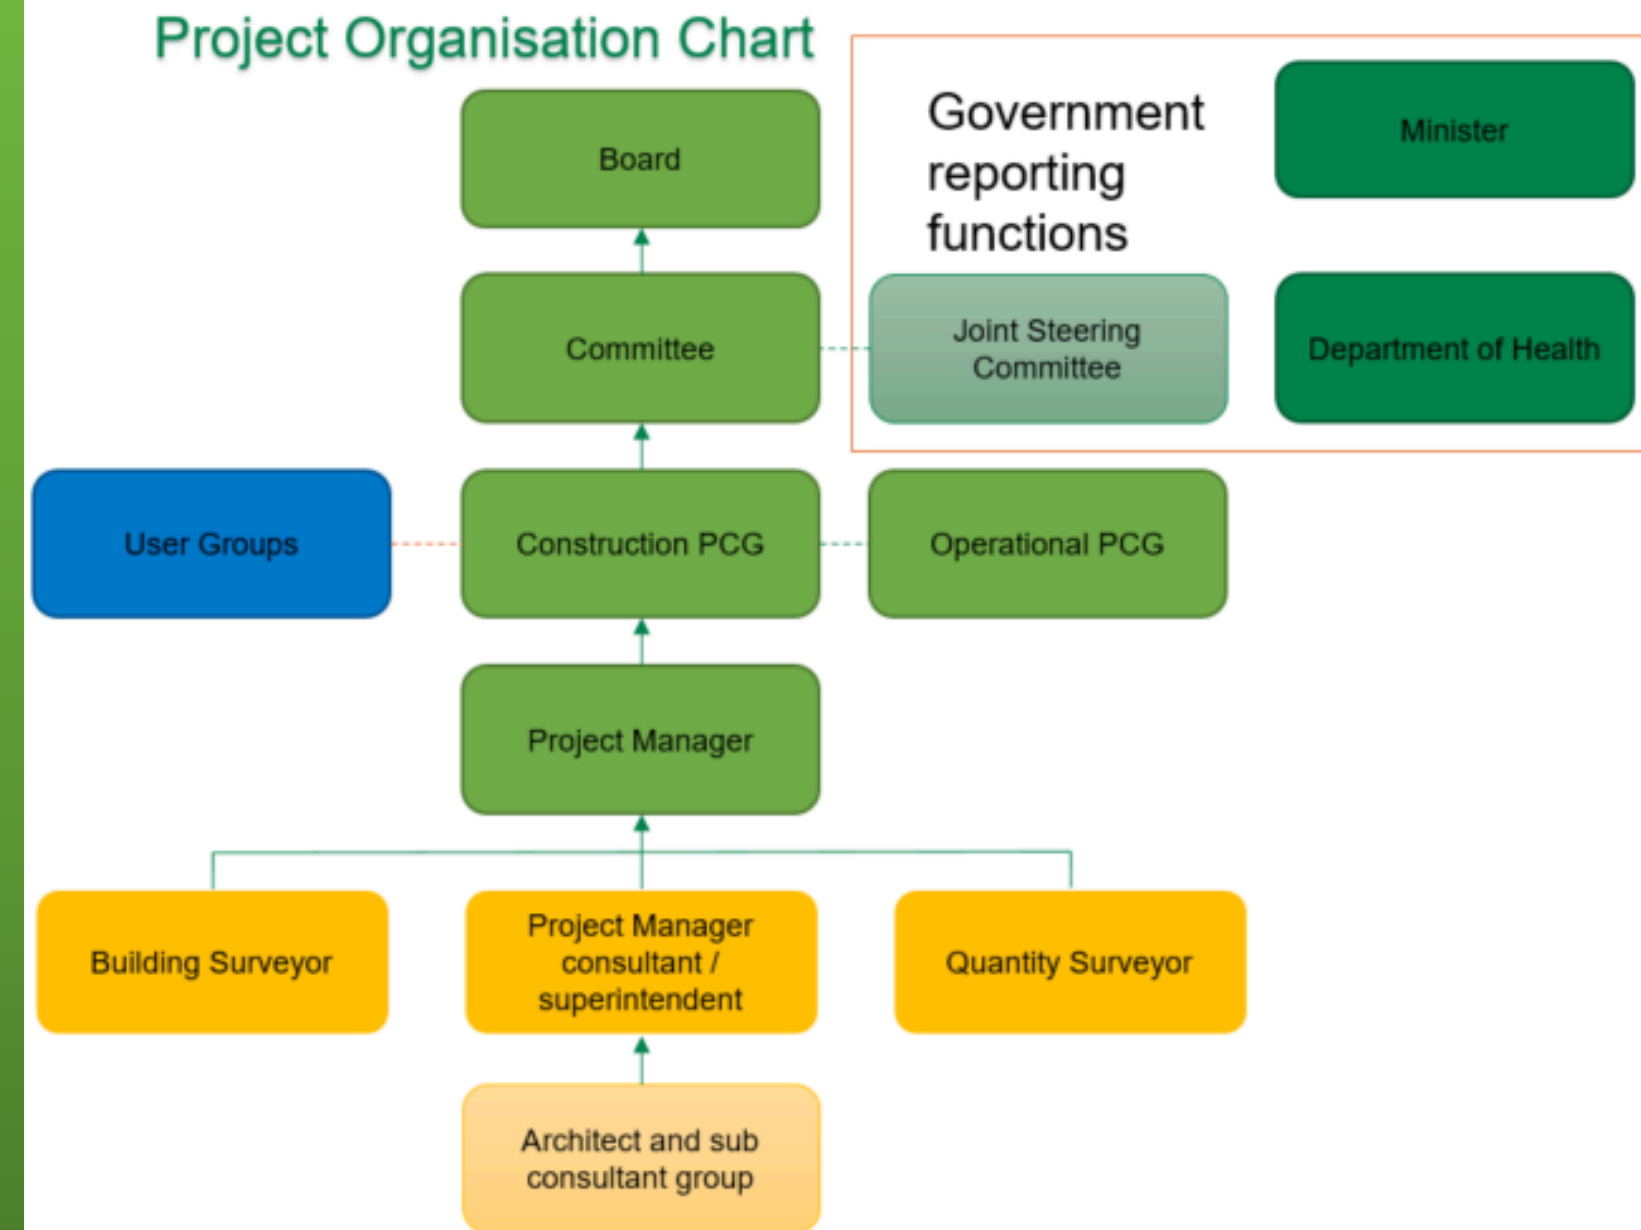 Project Organisation Chart
Government
reporting
functions
Minister
Board
Committee
Joint Steering
Committee
Department of Health
User Groups
Construction PCG
Operational PCG
Project Manager
Building Surveyor
Project Manager
consultant /
superintendent
Quantity Surveyor
Architect and sub
consultant group